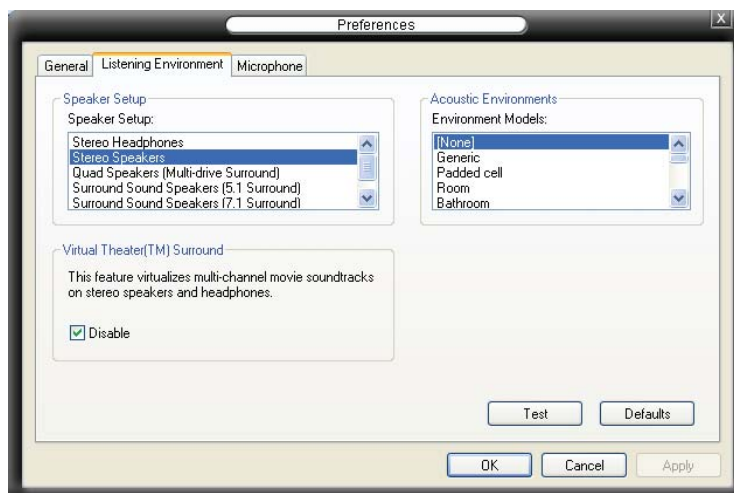 Preferences
X
General
Listening Environment
Microphone
Speaker Setup
Speaker Setup:
Stereo Headphones
Stereo Speakers
Quad Speakers (Multi-drive Surround)
Surround Sound Speakers (5.1 Surround)
Surround Sound Speakers (7.1 Surround)
Acoustic Environments
Environment Models:
[None]
Generic
Padded cell
Room
Bathroom
Virtual Theater(TM) Surround
This feature virtualizes multi-channel movie soundtracks
on stereo speakers and headphones.
Disable
Test
Defaults
OK
Cancel
Apply